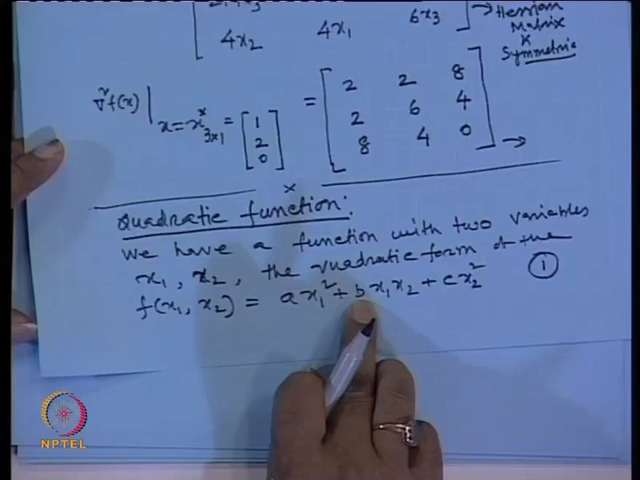 4x₂ 4x₁ 6x₃ ] → Hessian
Matrix
Symmetric
∇²f(x) | x = x*₃ₓ₁ = [1 2 0] = [2 2 8
2 6 4
8 4 0] →
x
Quadratic function:
We have a function with two variables
x₁, x₂, the quadratic form of the
f(x₁, x₂) = ax₁² + bx₁x₂ + cx₂² ①
NPTEL